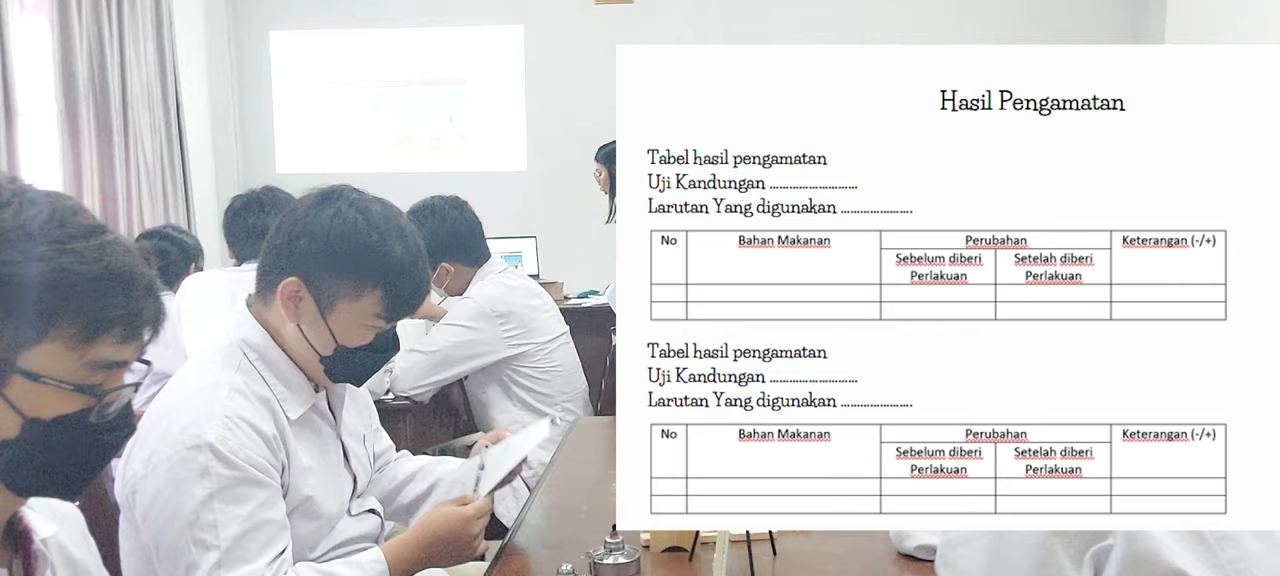 Hasil Pengamatan
Tabel hasil pengamatan
Uji Kandungan ............................
Larutan Yang digunakan .......................
No Bahan Makanan Perubahan Keterangan (-/+)
Sebelum diberi Perlakuan Setelah diberi Perlakuan
Tabel hasil pengamatan
Uji Kandungan ............................
Larutan Yang digunakan .......................
No Bahan Makanan Perubahan Keterangan (-/+)
Sebelum diberi Perlakuan Setelah diberi Perlakuan